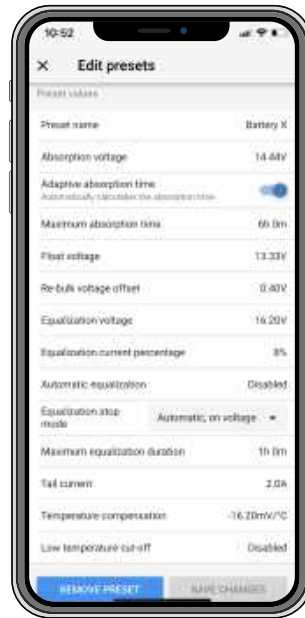 10:52
× Edit presets
Preset values
Preset name Battery X
Absorption voltage 14.44V
Adaptive absorption time
Automatically calculates the absorption time
Maximum absorption time 6h 0m
Float voltage 13.33V
Re-bulk voltage offset 0.40V
Equalization voltage 16.20V
Equalization current percentage 8%
Automatic equalization Disabled
Equalization stop mode Automatic, on voltage
Maximum equalization duration 1h 0m
Tail current 2.0A
Temperature compensation -16.20mV/°C
Low temperature cut-off Disabled
REMOVE PRESET SAVE CHANGES